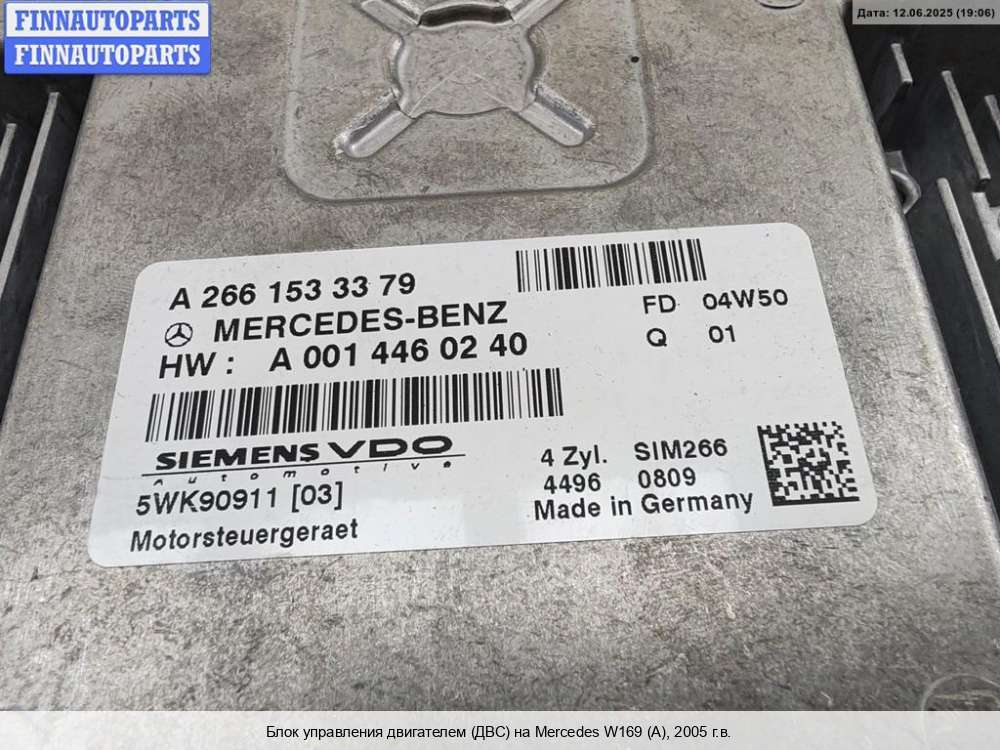 FINNAUTOPARTS
FINNAUTOPARTS
Дата: 12.06.2025 (19:06)
A 266 153 33 79
MERCEDES-BENZ
HW : A 001 446 02 40
FD 04W50
Q 01
SIEMENS VDO
Automotive
5WK90911 [03]
Motorsteuergeraet
4 Zyl. SIM266
4496 0809
Made in Germany
Блок управления двигателем (ДВС) на Mercedes W169 (A), 2005 г.в.